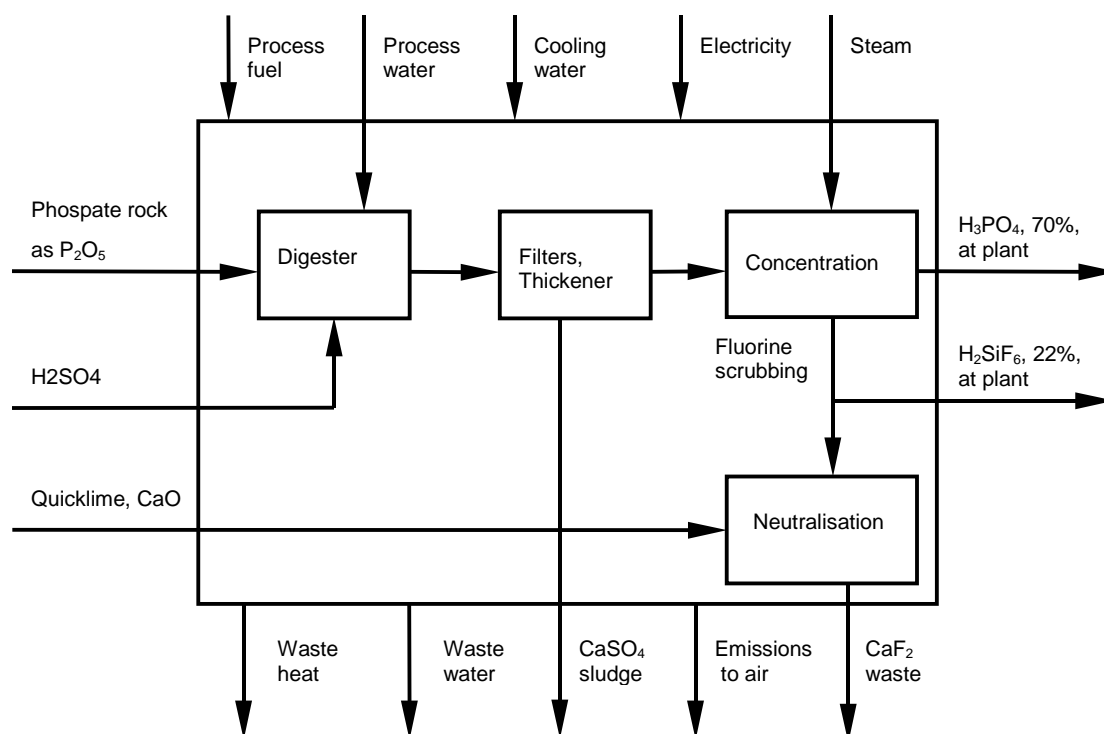 Process
fuel
Process
water
Cooling
water
Electricity
Steam
Phospate rock
as P₂O₅
Digester
Filters,
Thickener
Concentration
H₃PO₄, 70%,
at plant
Fluorine
scrubbing
H₂SiF₆, 22%,
at plant
H2SO4
Quicklime, CaO
Neutralisation
Waste
heat
Waste
water
CaSO₄
sludge
Emissions
to air
CaF₂
waste